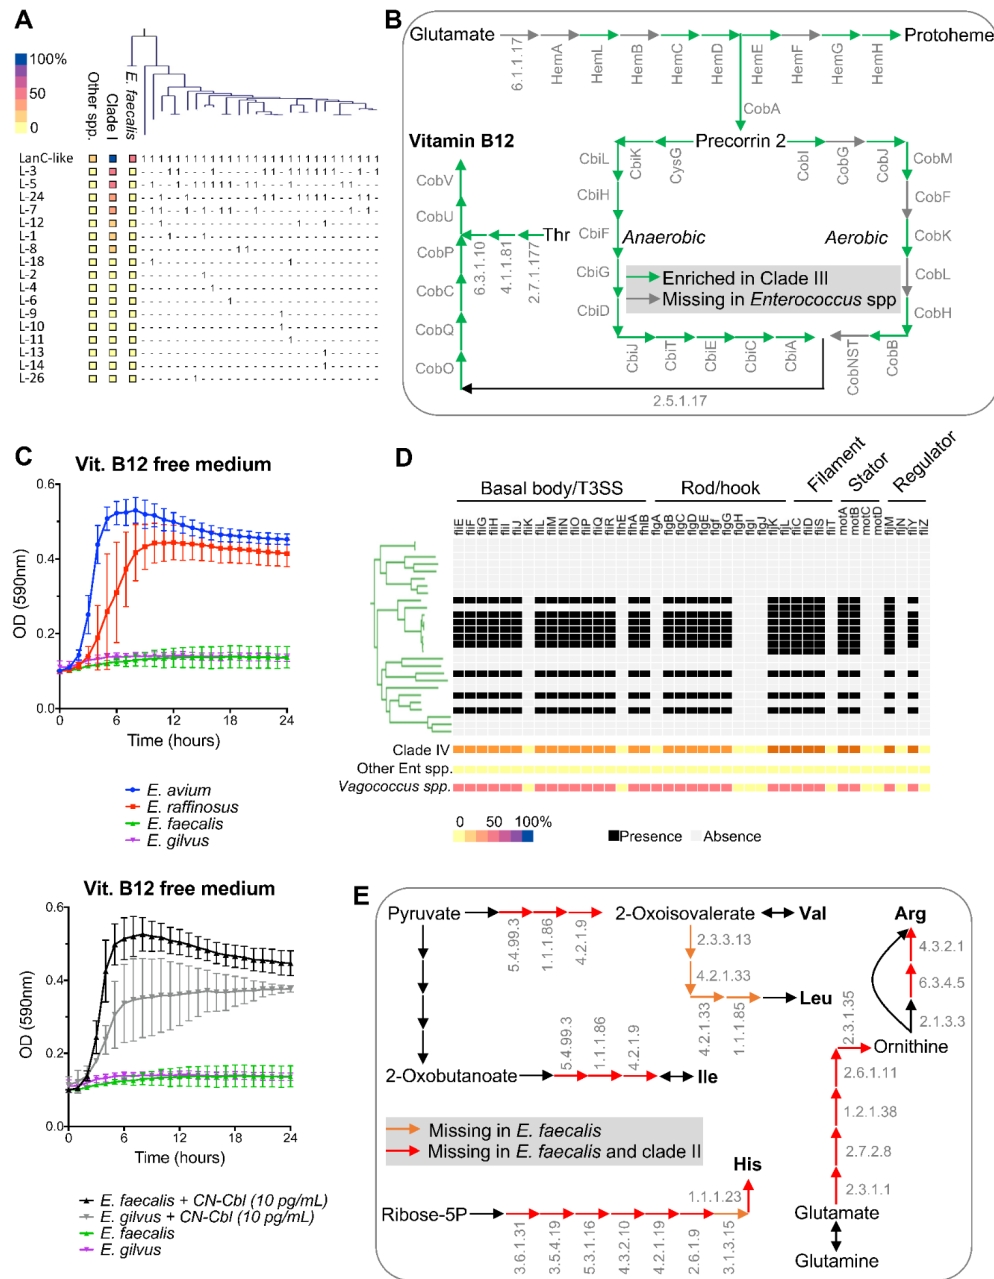 A
100%
50
0
Other spp.
Clade I
E. faecalis
LanC-like
L-3
L-5
L-24
L-7
L-12
L-1
L-8
L-18
L-2
L-4
L-6
L-9
L-10
L-11
L-13
L-14
L-26
B
Glutamate
Protoheme
6.1.1.17
HemA
HemL
HemB
HemC
HemD
HemE
HemF
HemG
HemH
CobA
Vitamin B12
Precorrin 2
CbiL
CbiK
CysG
CobI
CobG
CobJ
CobM
CbiH
CobF
CbiF
Anaerobic
Aerobic
CobK
CbiG
CobL
CbiD
CobH
Enriched in Clade III
Missing in Enterococcus spp
CbiJ
CbiT
CbiE
CbiC
CbiA
CobNST
CobB
CobV
CobU
CobP
CobC
CobQ
CobO
Thr
6.3.1.10
4.1.1.81
2.7.1.177
2.5.1.17
C
Vit. B12 free medium
OD (590nm)
0.6
0.4
0.2
0.0
0 6 12 18 24
Time (hours)
E. avium
E. raffinosus
E. faecalis
E. gilvus
Vit. B12 free medium
OD (590nm)
0.6
0.4
0.2
0.0
0 6 12 18 24
Time (hours)
E. faecalis + CN-Cbl (10 pg/mL)
E. gilvus + CN-Cbl (10 pg/mL)
E. faecalis
E. gilvus
D
Basal body/T3SS
Rod/hook
Filament
Stator
Regulator
fliE
fliF
fliG
fliH
fliI
fliJ
fliK
fliL
fliM
fliN
fliO
fliP
fliQ
fliR
flhE
flhA
flhB
flgA
flgB
flgC
flgD
flgE
flgf
flgG
flgH
flgI
flgJ
flgK
flgL
fliC
fliD
fliS
fliT
motA
motB
motC
motD
flgM
flgN
fliY
fliZ
Clade IV
Other Ent spp.
Vagococcus spp.
0 50 100%
Presence
Absence
E
Pyruvate
2-Oxoisovalerate
Val
Arg
5.4.99.3
1.1.1.86
4.2.1.9
2.3.3.13
4.2.1.33
4.2.1.33
1.1.1.85
Leu
4.3.2.1
6.3.4.5
2.1.3.3
2.3.1.35
Ornithine
2-Oxobutanoate
5.4.99.3
1.1.1.86
4.2.1.9
Ile
2.6.1.11
1.2.1.38
2.7.2.8
2.3.1.1
Missing in E. faecalis
Missing in E. faecalis and clade II
His
1.1.1.23
Ribose-5P
3.6.1.31
3.5.4.19
5.3.1.16
4.3.2.10
4.2.1.19
2.6.1.9
3.1.3.15
Glutamate
Glutamine